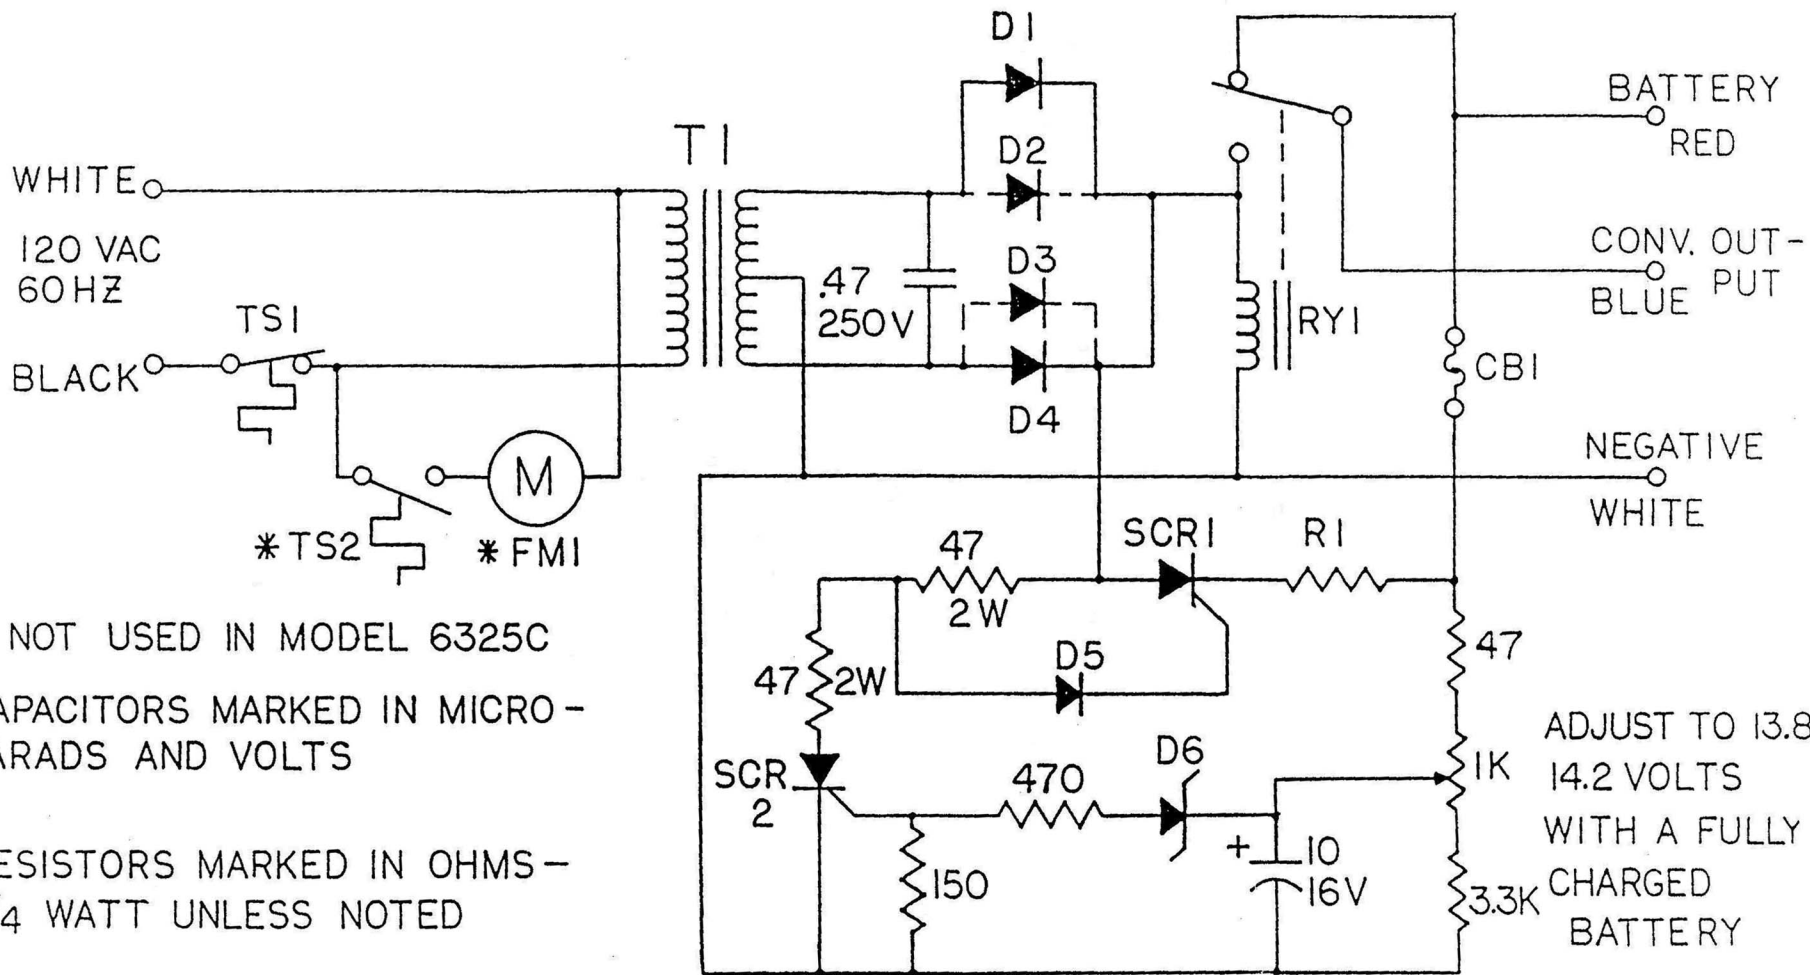 D1
BATTERY
RED
T1
D2
WHITE
120 VAC
60HZ
CONV. OUT-
PUT
BLUE
D3
.47
250V
RY1
TS1
BLACK
CB1
D4
M
NEGATIVE
WHITE
*TS2
*FM1
47
2W
SCR1
R1
NOT USED IN MODEL 6325C
47
2W
D5
47
APACITORS MARKED IN MICRO-
ARADS AND VOLTS
ADJUST TO 13.8
14.2 VOLTS
WITH A FULLY
CHARGED
BATTERY
SCR
2
470
D6
1K
+
10
16V
150
3.3K
ESISTORS MARKED IN OHMS-
/4 WATT UNLESS NOTED